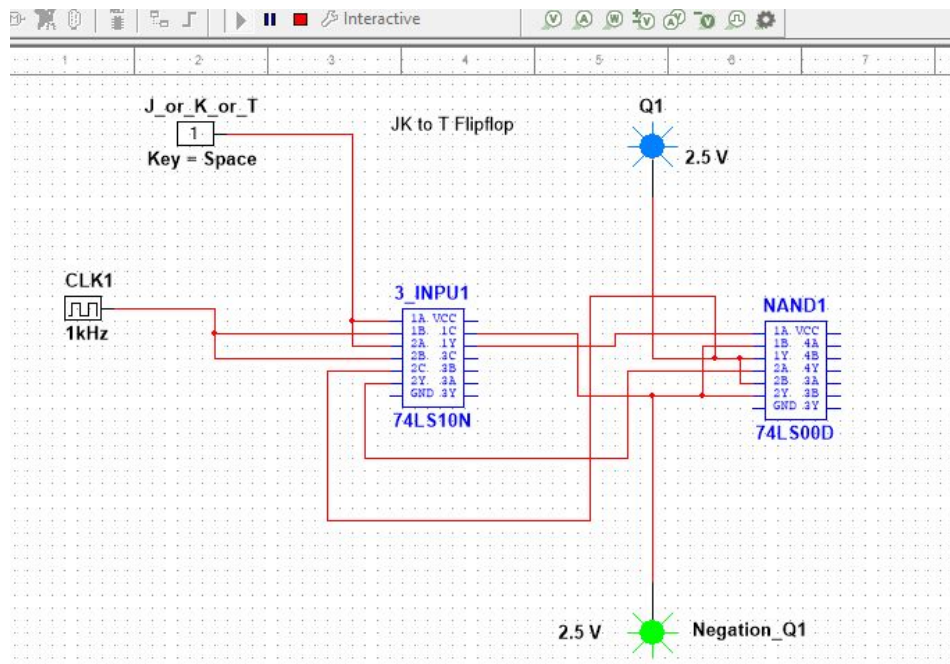 Interactive
1 2 3 4 5 6 7
J_or_K_or_T
1
Key = Space
JK to T Flipflop
Q1
2.5 V
CLK1
1kHz
3_INPU1
1A VCC
1B 1C
2A 1Y
2B 3C
2C 3B
2Y 3A
GND 3Y
74LS10N
NAND1
1A VCC
1B 4A
1Y 4B
2A 4Y
2B 3A
2Y 3B
GND 3Y
74LS00D
2.5 V
Negation_Q1